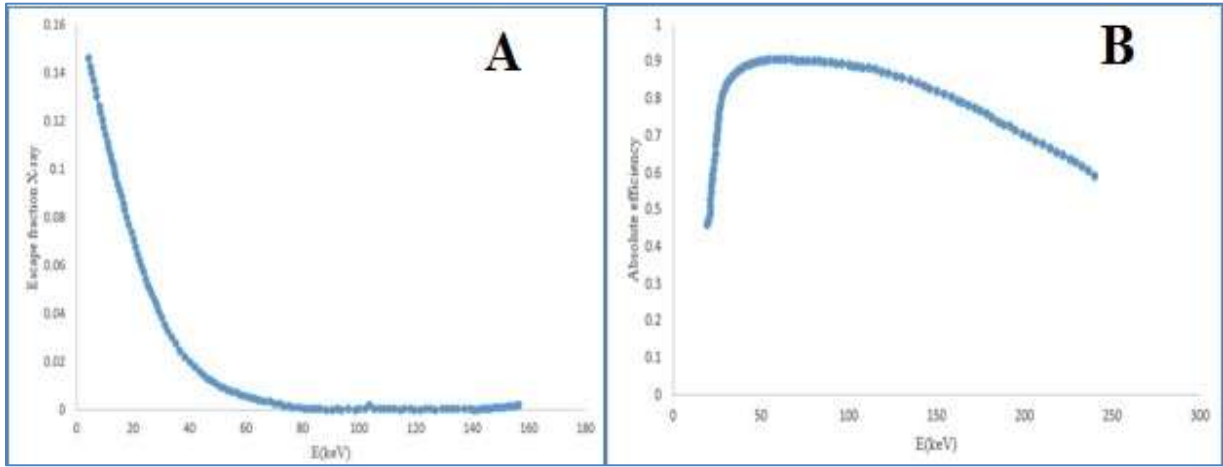 A
Escape fraction X-ray
0.16
0.14
0.12
0.1
0.08
0.06
0.04
0.02
0
0 20 40 60 80 100 120 140 160 180
E(keV)
B
Absolute efficiency
1
0.9
0.8
0.7
0.6
0.5
0.4
0.3
0.2
0.1
0
0 50 100 150 200 250 300
E(keV)